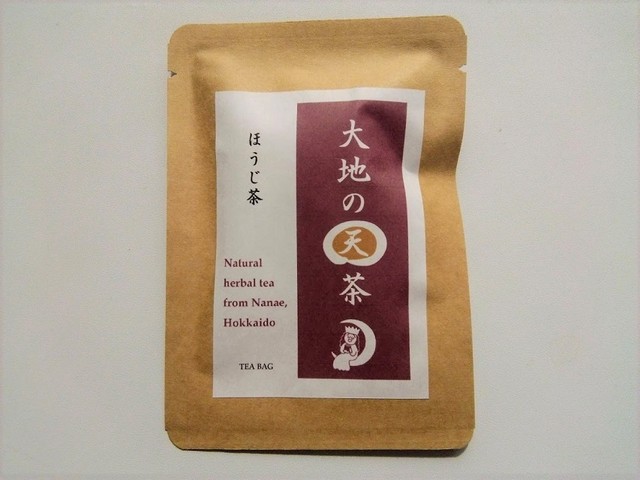 大地の天茶
ほうじ茶
Natural
herbal tea
from Nanae,
Hokkaido
TEA BAG